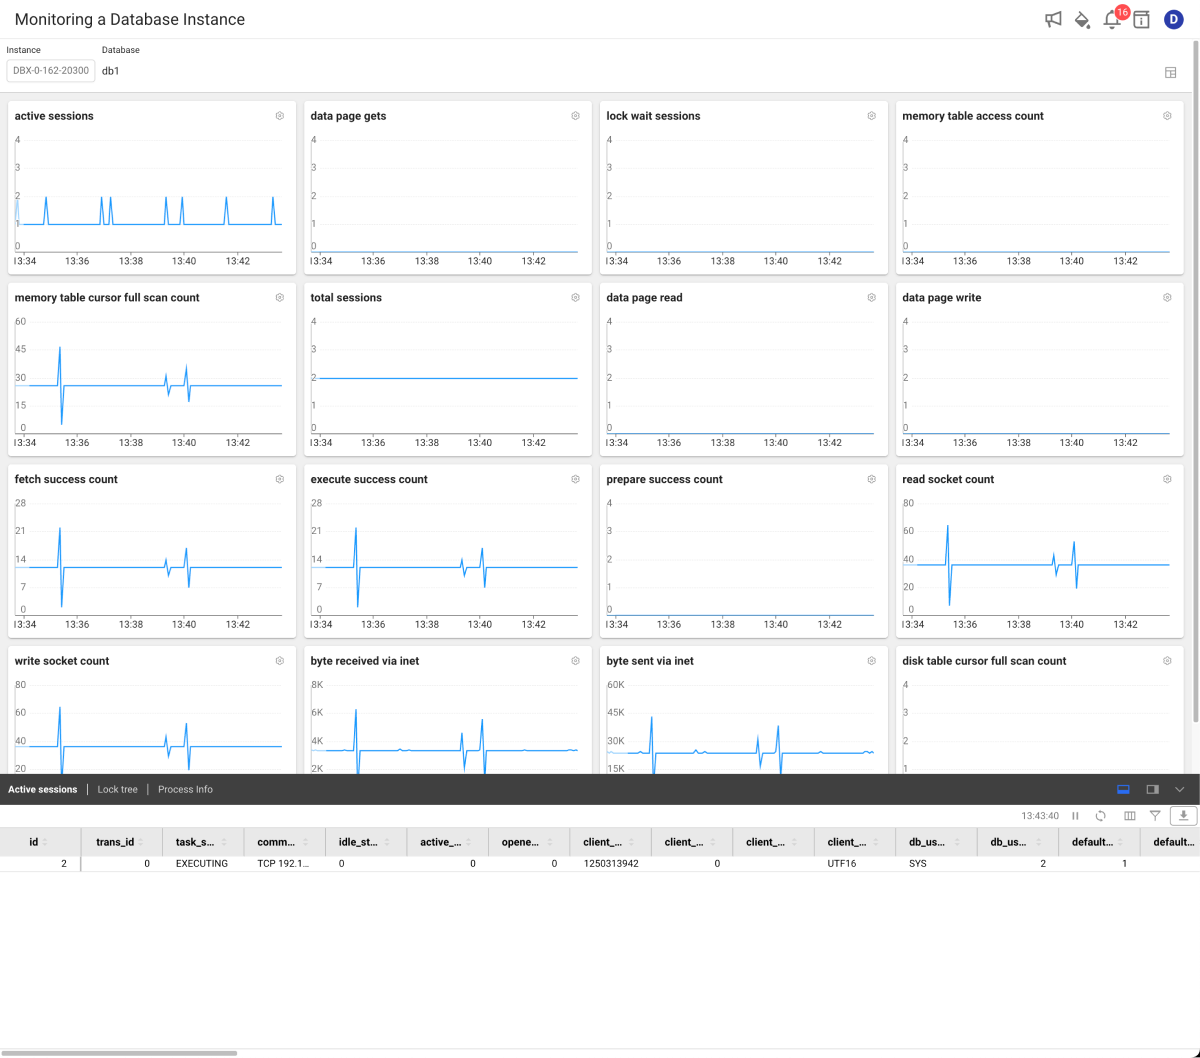 Monitoring a Database Instance
16
D
Instance
Database
DBX-0-162-20300
db1
active sessions
4
3
2
1
0
13:34 13:36 13:38 13:40 13:42
data page gets
4
3
2
1
0
13:34 13:36 13:38 13:40 13:42
lock wait sessions
4
3
2
1
0
13:34 13:36 13:38 13:40 13:42
memory table access count
4
3
2
1
0
13:34 13:36 13:38 13:40 13:42
memory table cursor full scan count
60
45
30
15
0
13:34 13:36 13:38 13:40 13:42
total sessions
4
3
2
1
0
13:34 13:36 13:38 13:40 13:42
data page read
4
3
2
1
0
13:34 13:36 13:38 13:40 13:42
data page write
4
3
2
1
0
13:34 13:36 13:38 13:40 13:42
fetch success count
28
21
14
7
0
13:34 13:36 13:38 13:40 13:42
execute success count
28
21
14
7
0
13:34 13:36 13:38 13:40 13:42
prepare success count
4
3
2
1
0
13:34 13:36 13:38 13:40 13:42
read socket count
80
60
40
20
0
13:34 13:36 13:38 13:40 13:42
write socket count
80
60
40
20
byte received via inet
8K
6K
4K
2K
byte sent via inet
60K
45K
30K
15K
disk table cursor full scan count
4
3
2
1
Active sessions | Lock tree | Process Info
13:43:40
id trans_id task_s... comm... idle_st... active_... opene... client_... client_... client_... client_... db_us... db_us... default... default...
2 0 EXECUTING TCP 192.1... 0 0 0 1250313942 0 UTF16 SYS 2 1